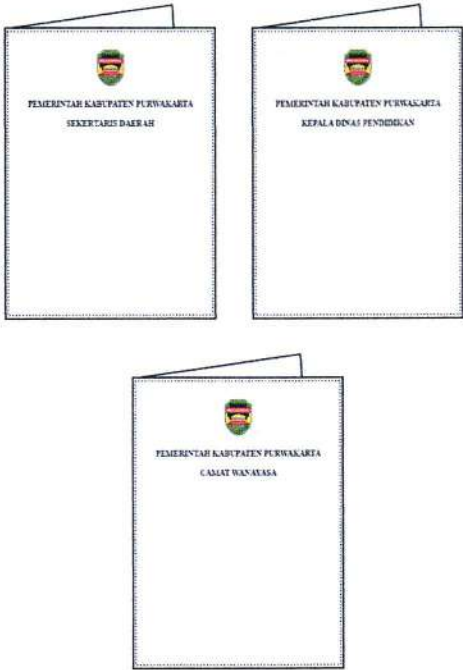 PEMERINTAH KABUPATEN PURWAKARTA
SEKERTARIS DAERAH
PEMERINTAH KABUPATEN PURWAKARTA
KEPALA DINAS PENDIDIKAN
PEMERINTAH KABUPATEN PURWAKARTA
CAMAT WANAYASA